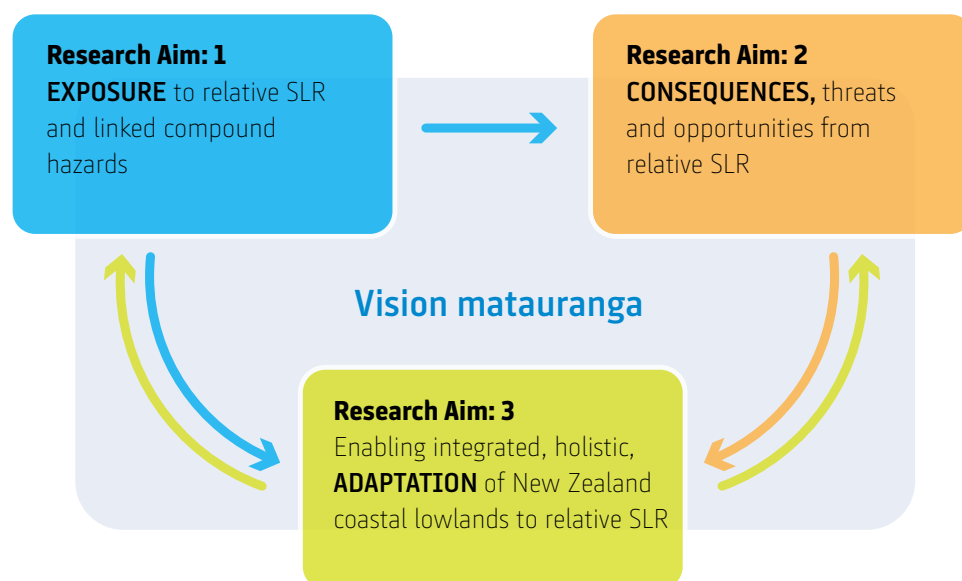 Research Aim: 1
EXPOSURE to relative SLR
and linked compound
hazards
Research Aim: 2
CONSEQUENCES, threats
and opportunities from
relative SLR
Vision matauranga
Research Aim: 3
Enabling integrated, holistic,
ADAPTATION of New Zealand
coastal lowlands to relative SLR